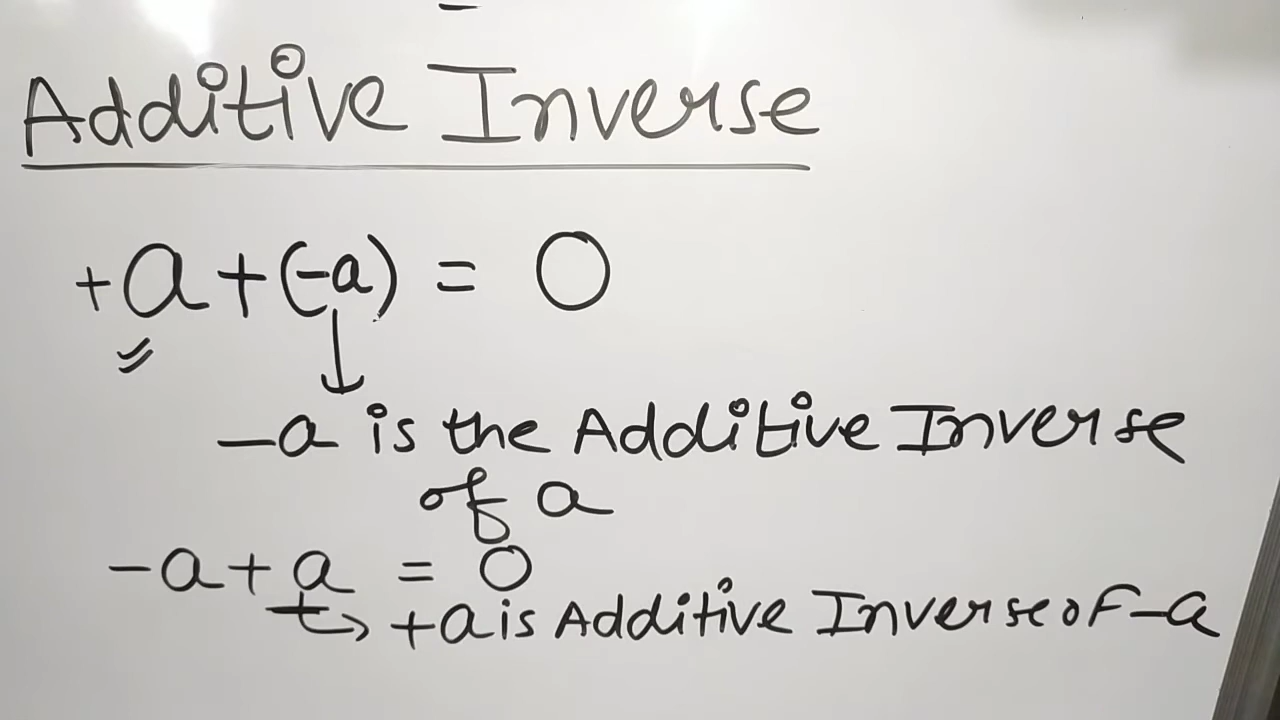 Additive Inverse
+a+(-a) = 0
-a is the Additive Inverse
of a
-a+a = 0
+a is Additive Inverse of -a